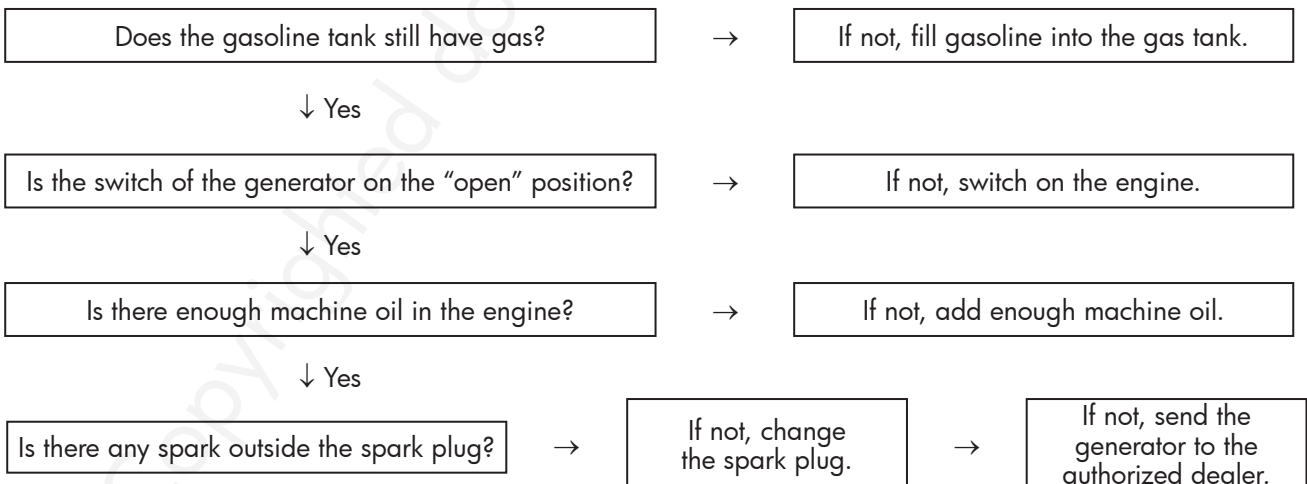 Does the gasoline tank still have gas? → If not, fill gasoline into the gas tank.
↓ Yes
Is the switch of the generator on the “open” position? → If not, switch on the engine.
↓ Yes
Is there enough machine oil in the engine? → If not, add enough machine oil.
↓ Yes
Is there any spark outside the spark plug? →
If not, change
the spark plug.
→
If not, send the
generator to the
authorized dealer.
Copyrighted